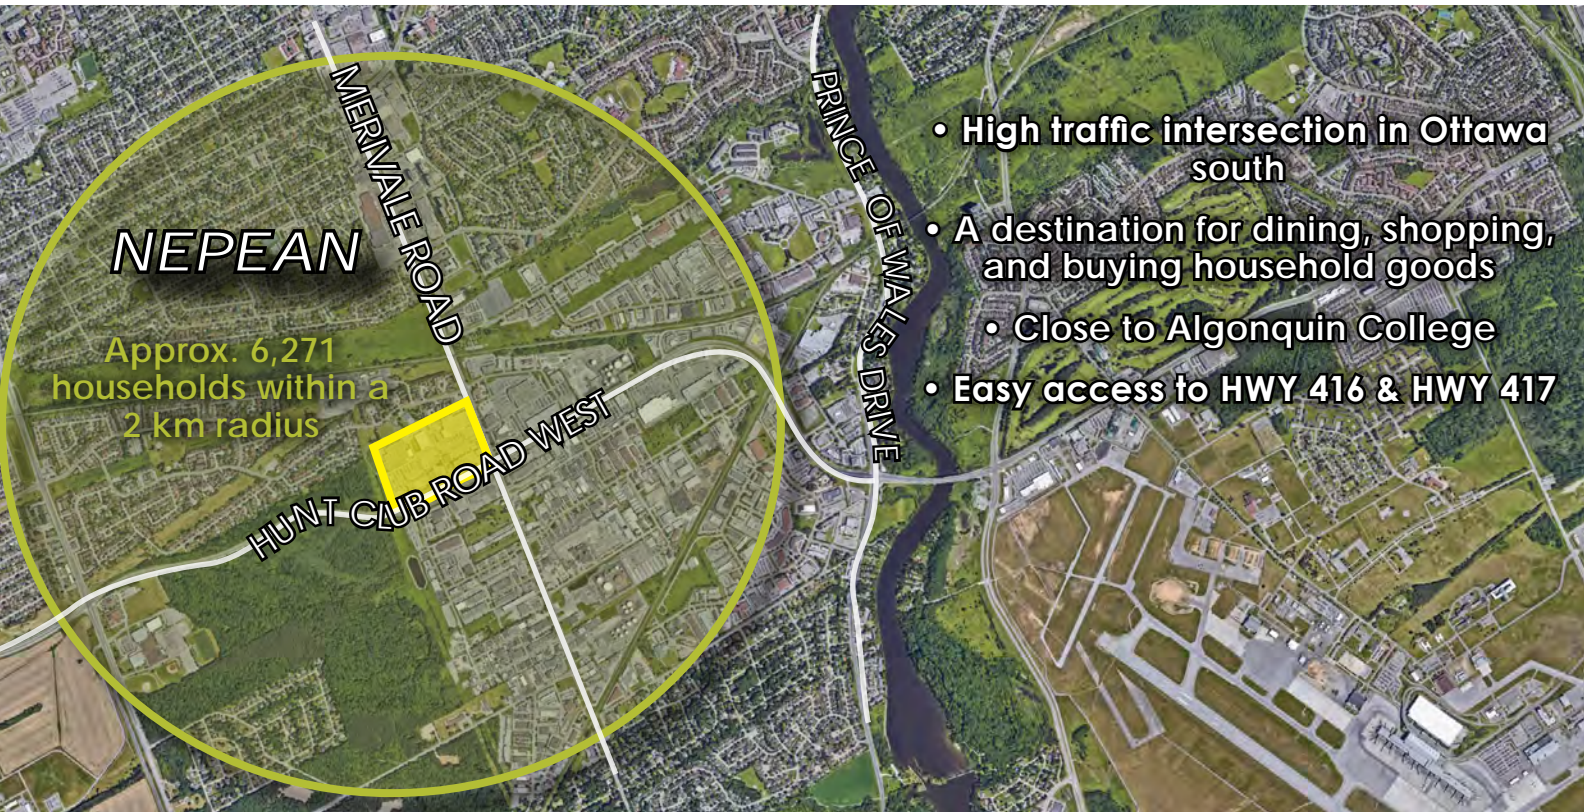 MERIVALE ROAD
PRINCE OF WALES DRIVE
NEPEAN
Approx. 6,271
households within a
2 km radius
HUNT CLUB ROAD WEST
• High traffic intersection in Ottawa
south
• A destination for dining, shopping,
and buying household goods
• Close to Algonquin College
• Easy access to HWY 416 & HWY 417